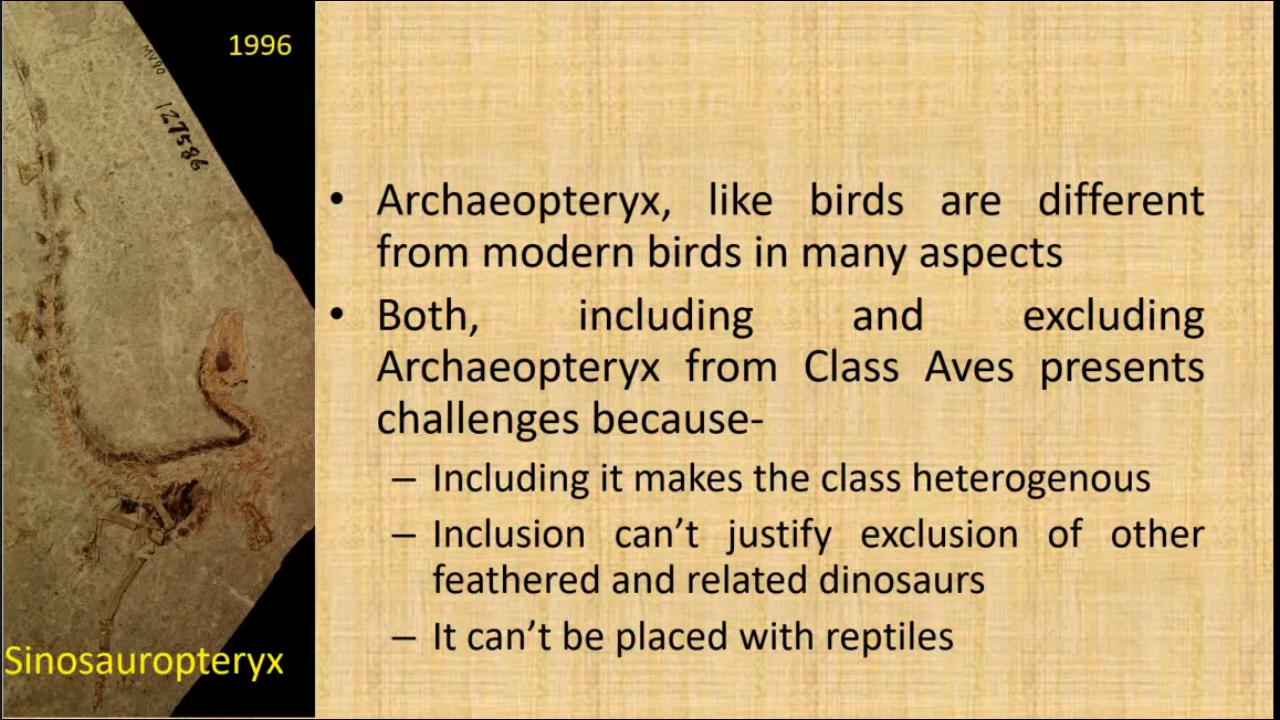 1996
MV90
127586
Sinosauropteryx
• Archaeopteryx, like birds are different
from modern birds in many aspects
• Both, including and excluding
Archaeopteryx from Class Aves presents
challenges because-
– Including it makes the class heterogenous
– Inclusion can’t justify exclusion of other
feathered and related dinosaurs
– It can’t be placed with reptiles